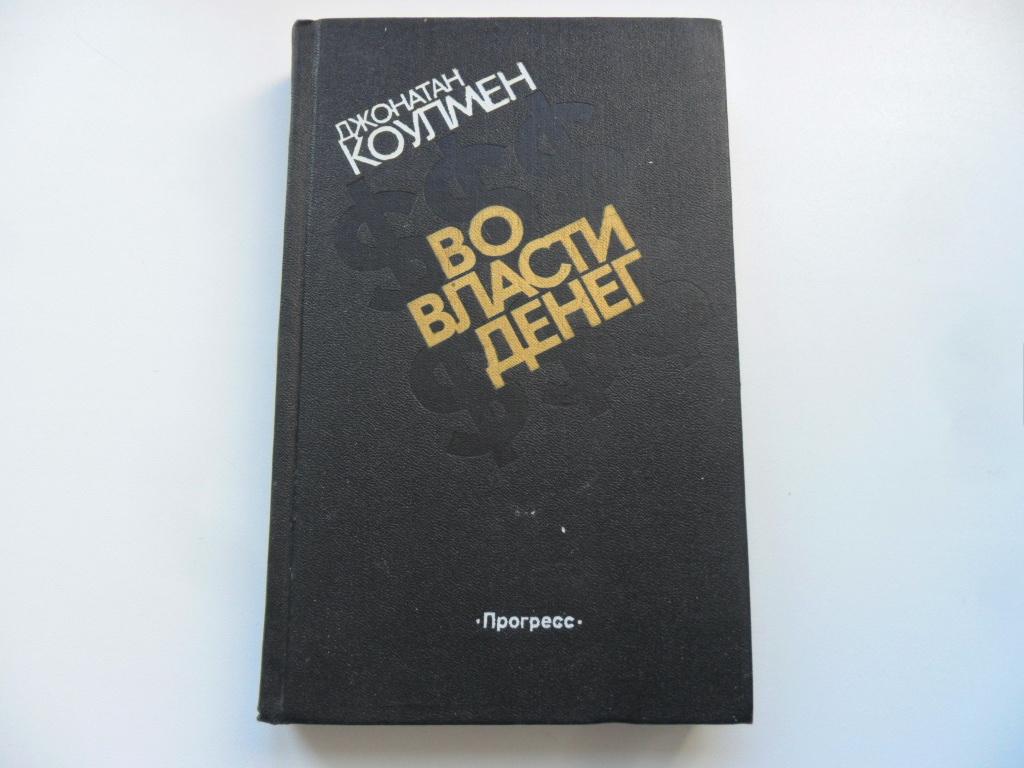 ДЖОНАТАН
КОУЛМЕН
ВО
ВЛАСТИ
ДЕНЕГ
·Прогресс·